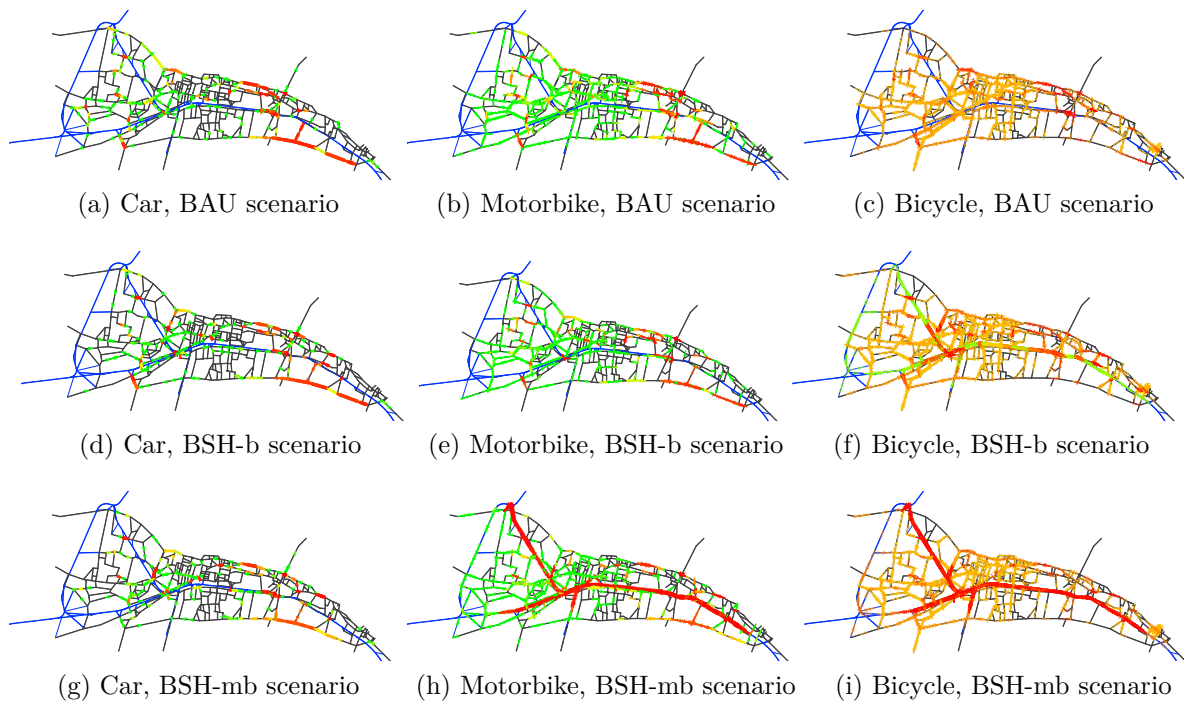 (a) Car, BAU scenario
(b) Motorbike, BAU scenario
(c) Bicycle, BAU scenario
(d) Car, BSH-b scenario
(e) Motorbike, BSH-b scenario
(f) Bicycle, BSH-b scenario
(g) Car, BSH-mb scenario
(h) Motorbike, BSH-mb scenario
(i) Bicycle, BSH-mb scenario